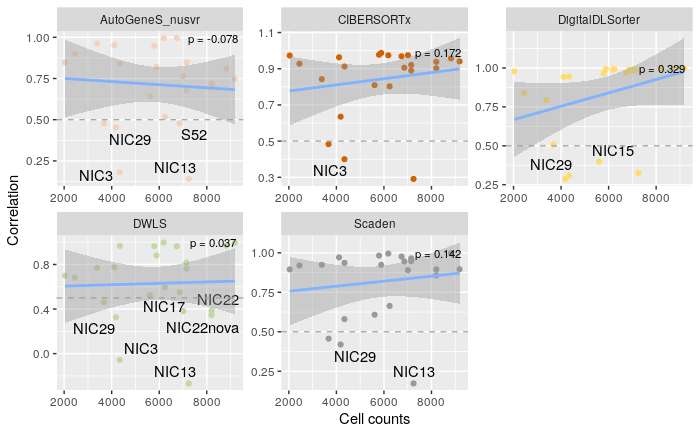 AutoGeneS_nusvr
CIBERSORTx
DigitalDLSorter
p = -0.078
p = 0.172
p = 0.329
1.00
0.75
0.50
0.25
1.1
0.9
0.7
0.5
0.3
1.00
0.75
0.50
0.25
NIC29
S52
NIC3
NIC13
NIC3
NIC15
NIC29
2000 4000 6000 8000
DWLS
Scaden
p = 0.037
p = 0.142
0.8
0.4
0.0
1.00
0.75
0.50
0.25
NIC22
NIC17
NIC29
NIC22nova
NIC3
NIC13
NIC29
NIC13
2000 4000 6000 8000
2000 4000 6000 8000
2000 4000 6000 8000
2000 4000 6000 8000
Correlation
Cell counts